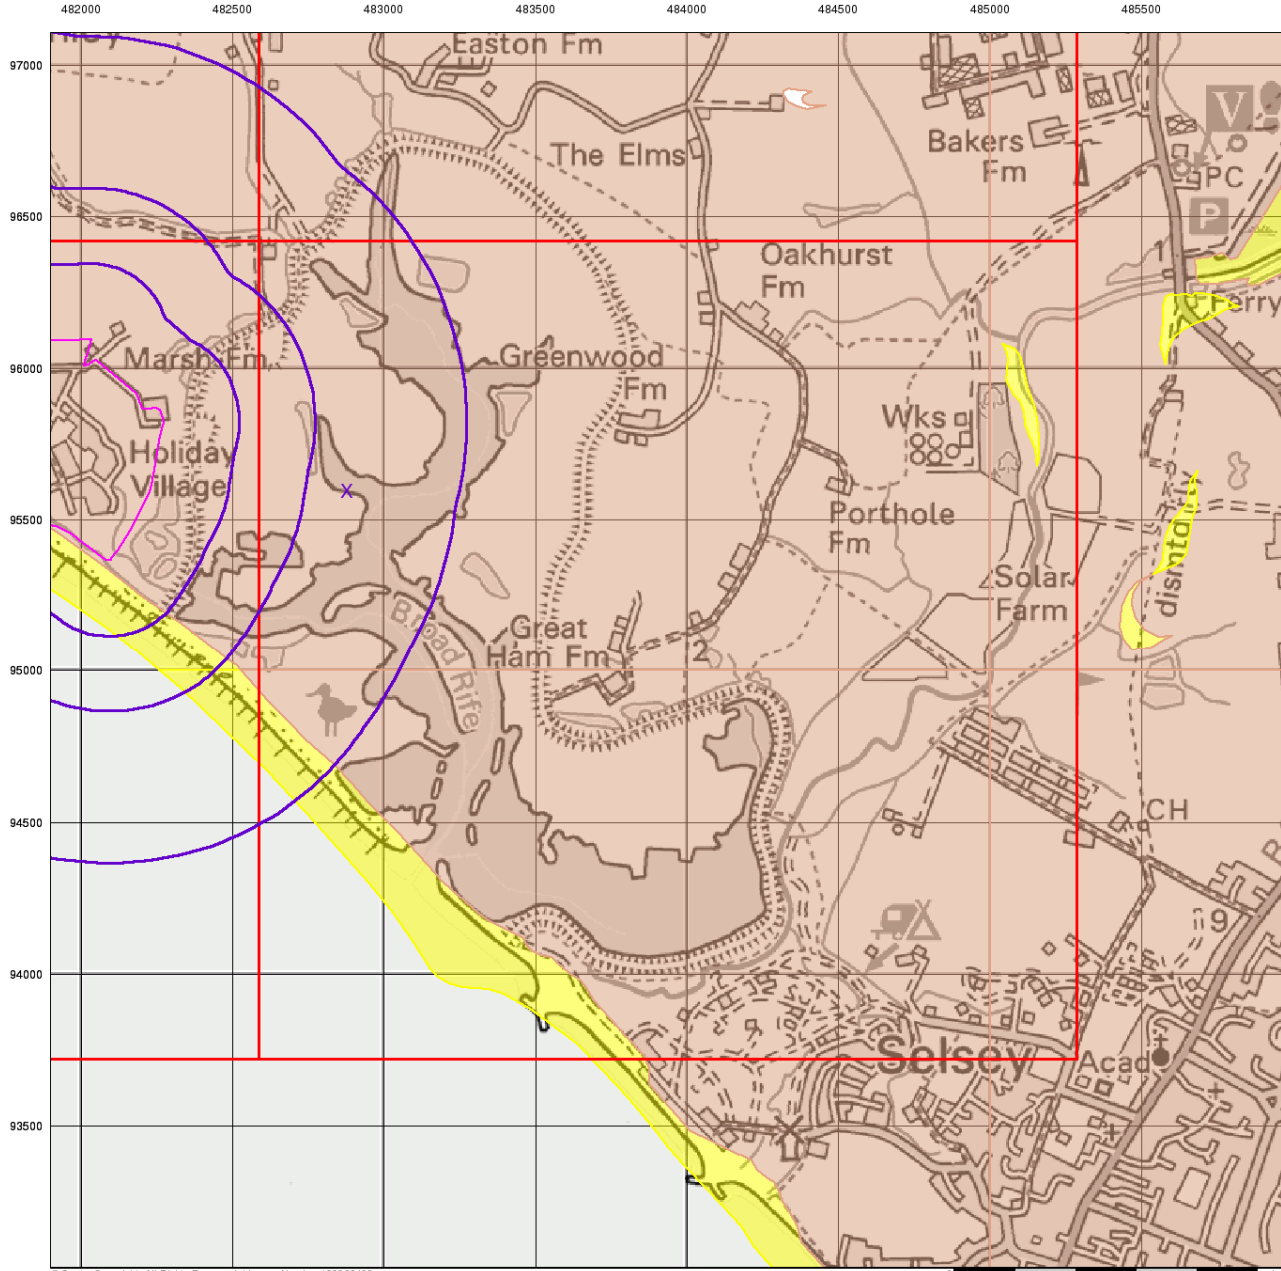 482000 482500 483000 483500 484000 484500 485000 485500
97000
Easton Fm
V
Bakers
Fm
The Elms
PC
P
96500
Oakhurst
Fm
1
Ferry
96000
Marsh Fm
Greenwood
Fm
Wks
Holiday
Village
X
95500
Porthole
Fm
Solar
Farm
Broad Rife
Great
Ham Fm
2
95000
94500
CH
9
94000
Selsey
Acad
93500